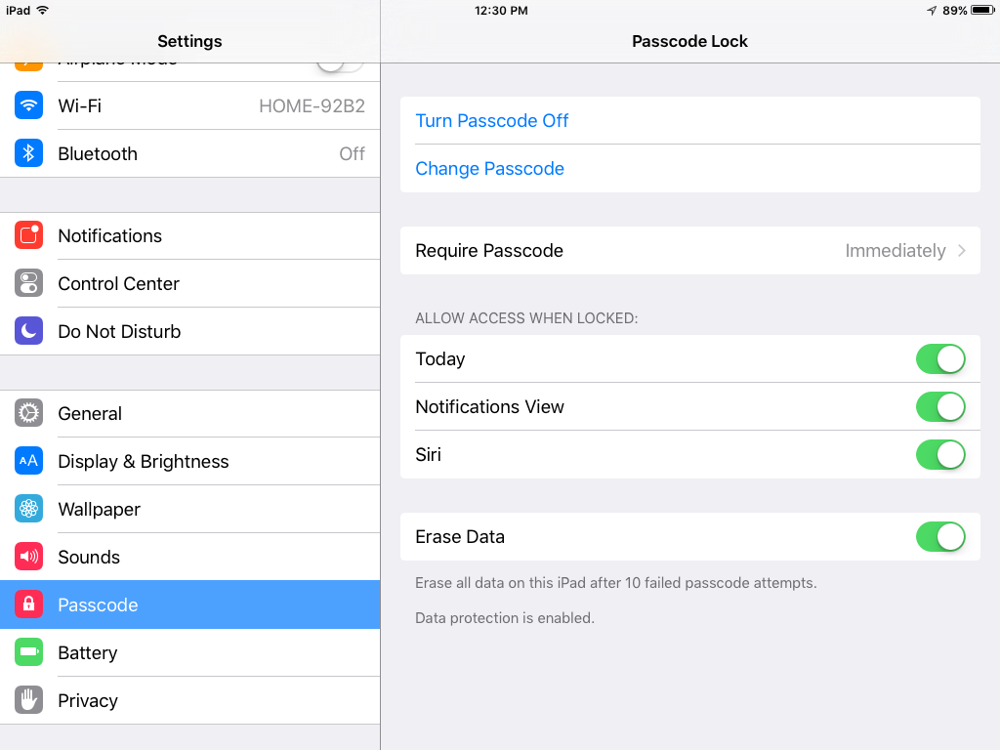 iPad 12:30 PM 89%
Settings
Passcode Lock
Airplane Mode
Wi-Fi HOME-92B2
Bluetooth Off
Notifications
Control Center
Do Not Disturb
General
AA Display & Brightness
Wallpaper
Sounds
Passcode
Battery
Privacy
Turn Passcode Off
Change Passcode
Require Passcode Immediately
ALLOW ACCESS WHEN LOCKED:
Today
Notifications View
Siri
Erase Data
Erase all data on this iPad after 10 failed passcode attempts.
Data protection is enabled.